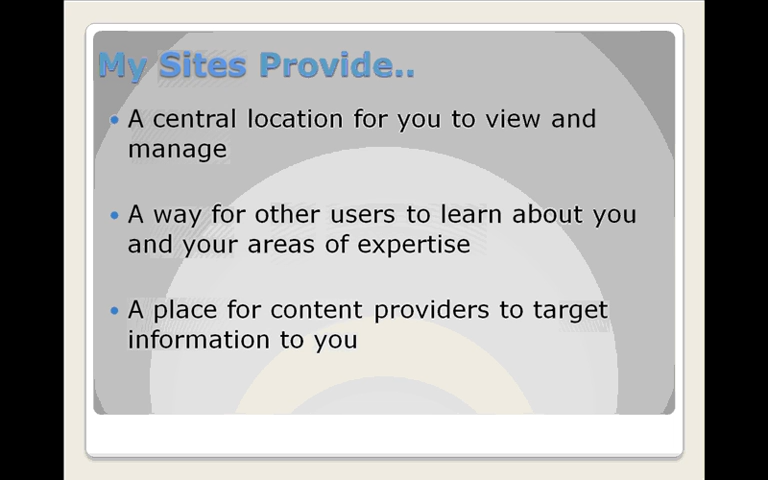 My Sites Provide..
• A central location for you to view and
manage
• A way for other users to learn about you
and your areas of expertise
• A place for content providers to target
information to you